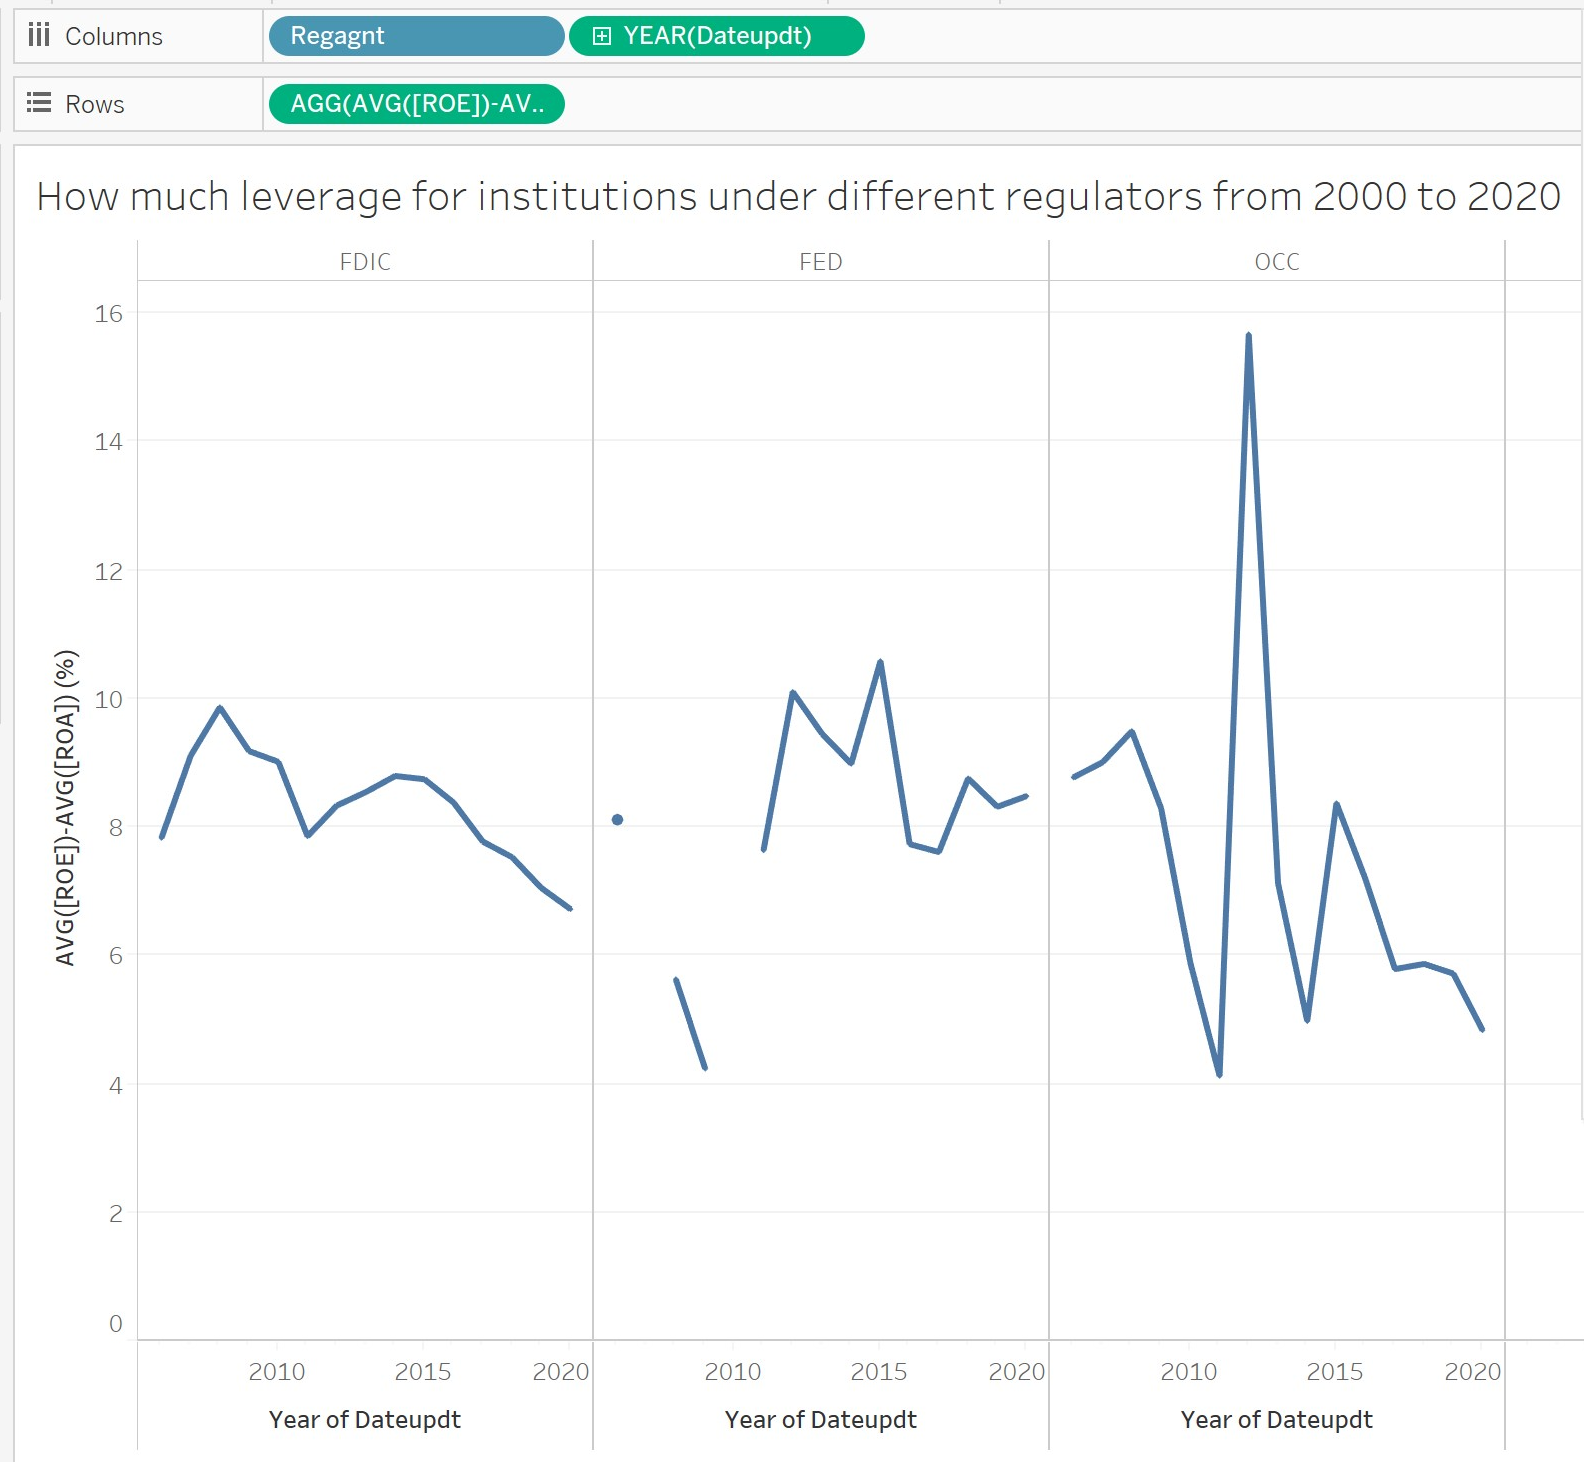 Columns Regagnt YEAR(Dateupdt)
Rows AGG(AVG([ROE])-AV..
How much leverage for institutions under different regulators from 2000 to 2020
FDIC FED OCC
16
14
12
10
8
6
4
2
0
AVG([ROE])-AVG([ROA]) (%)
2010 2015 2020 2010 2015 2020 2010 2015 2020
Year of Dateupdt Year of Dateupdt Year of Dateupdt